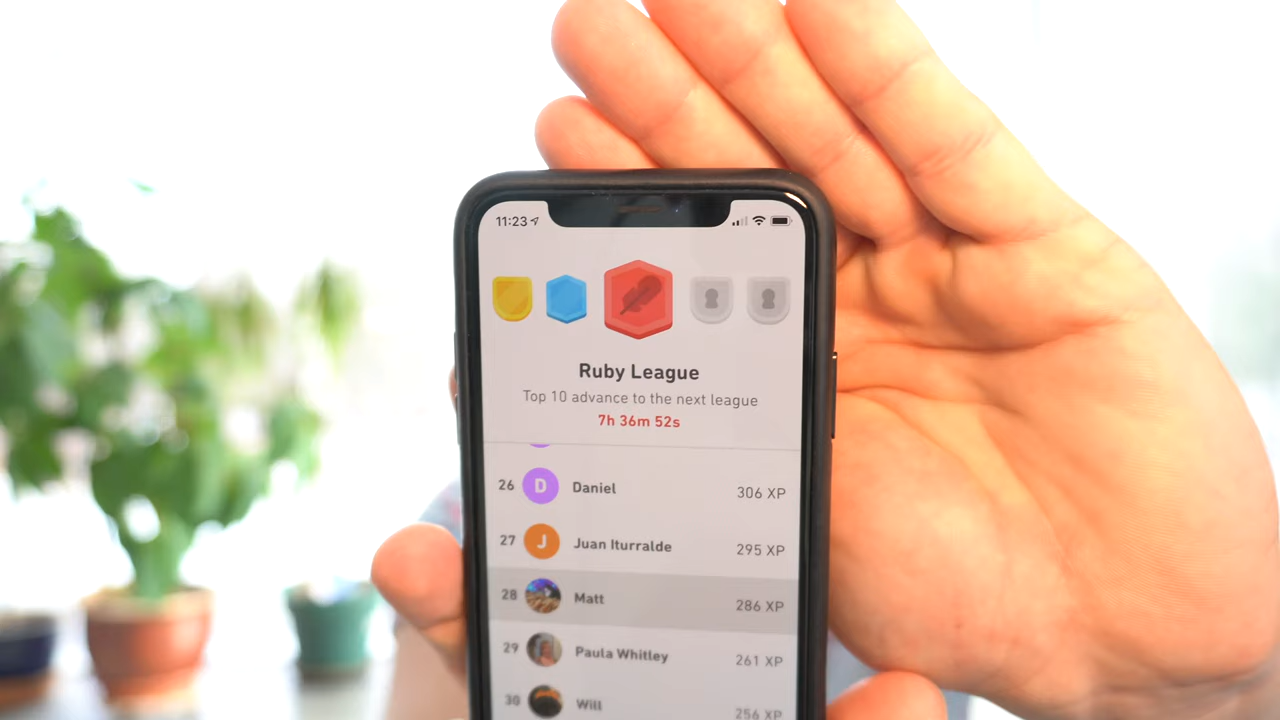 11:23
Ruby League
Top 10 advance to the next league
7h 36m 52s
26 D Daniel 306 XP
27 J Juan Iturralde 295 XP
28 Matt 286 XP
29 Paula Whitley 261 XP
30 Will 256 XP